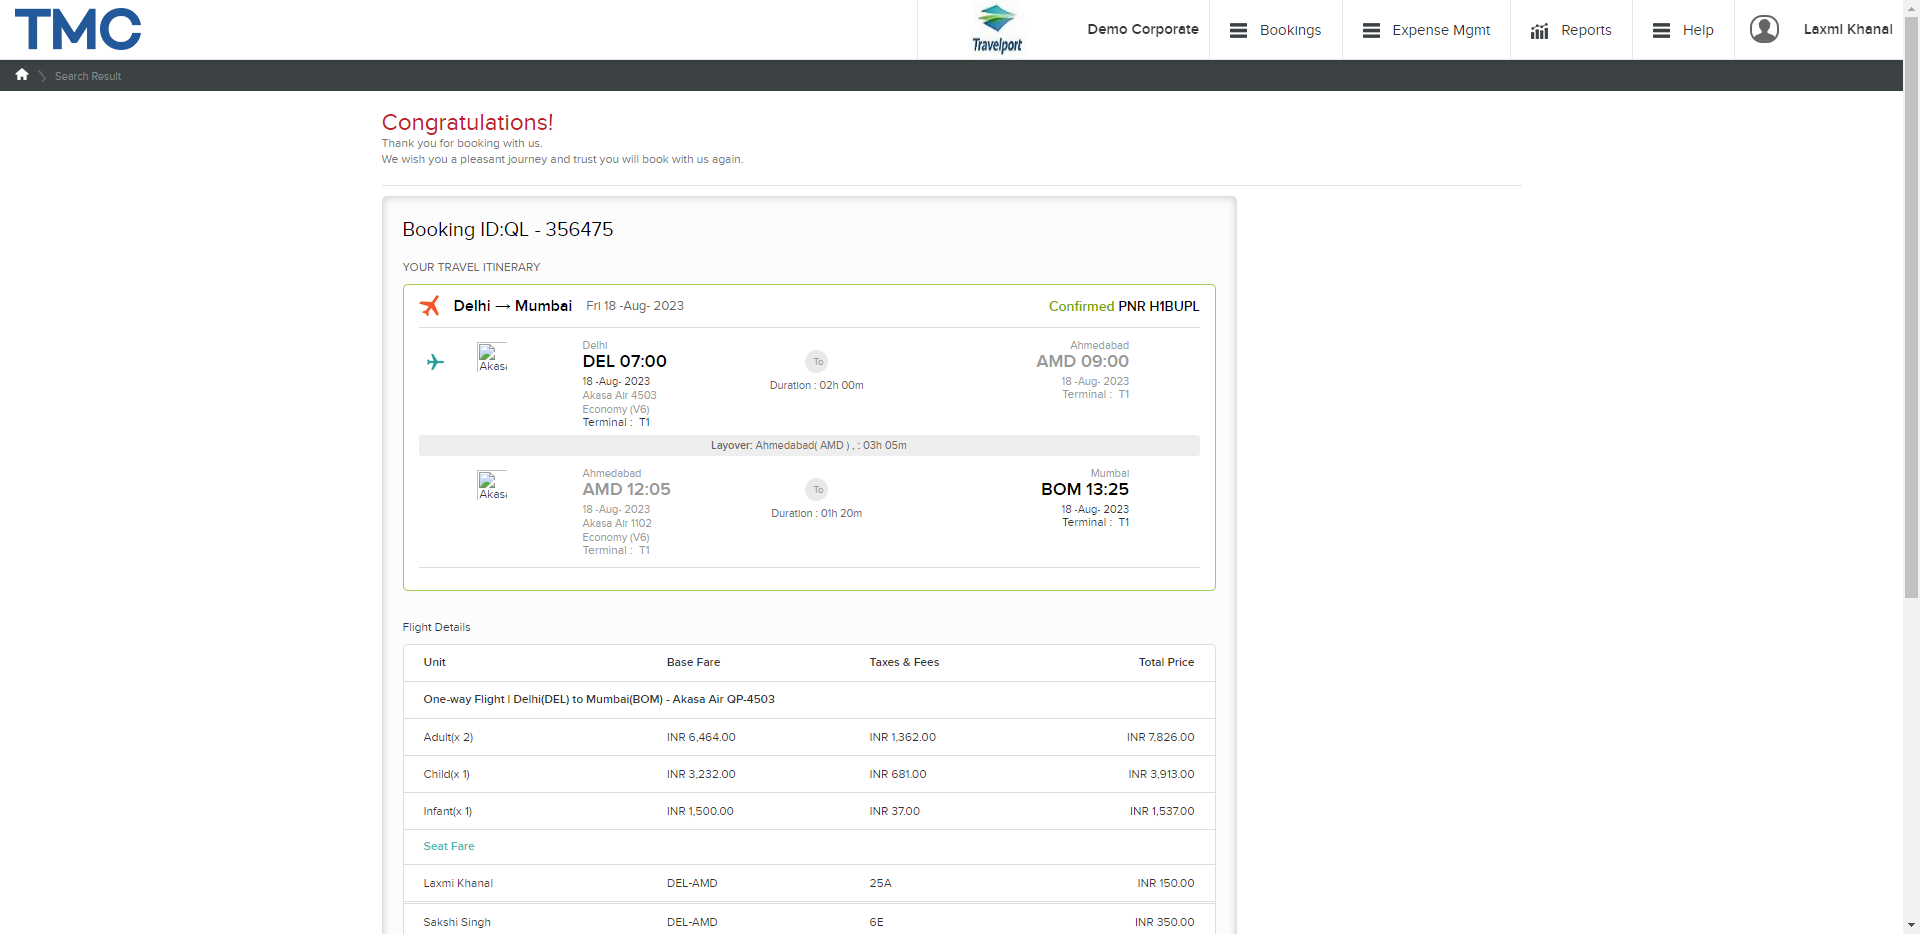 TMC
Travelport
Demo Corporate
Bookings
Expense Mgmt
Reports
Help
Laxmi Khanal
Search Result
Congratulations!
Thank you for booking with us.
We wish you a pleasant journey and trust you will book with us again.
Booking ID:QL - 356475
YOUR TRAVEL ITINERARY
Delhi → Mumbai Fri 18 -Aug- 2023 Confirmed PNR H1BUPL
Delhi
DEL 07:00
18 -Aug- 2023
Akasa Air 4503
Economy (V6)
Terminal : T1
To
Duration : 02h 00m
Ahmedabad
AMD 09:00
18 -Aug- 2023
Terminal : T1
Layover: Ahmedabad( AMD ) , : 03h 05m
Ahmedabad
AMD 12:05
18 -Aug- 2023
Akasa Air 1102
Economy (V6)
Terminal : T1
To
Duration : 01h 20m
Mumbai
BOM 13:25
18 -Aug- 2023
Terminal : T1
Flight Details
Unit Base Fare Taxes & Fees Total Price
One-way Flight | Delhi(DEL) to Mumbai(BOM) - Akasa Air QP-4503
Adult(x 2) INR 6,464.00 INR 1,362.00 INR 7,826.00
Child(x 1) INR 3,232.00 INR 681.00 INR 3,913.00
Infant(x 1) INR 1,500.00 INR 37.00 INR 1,537.00
Seat Fare
Laxmi Khanal DEL-AMD 25A INR 150.00
Sakshi Singh DEL-AMD 6E INR 350.00